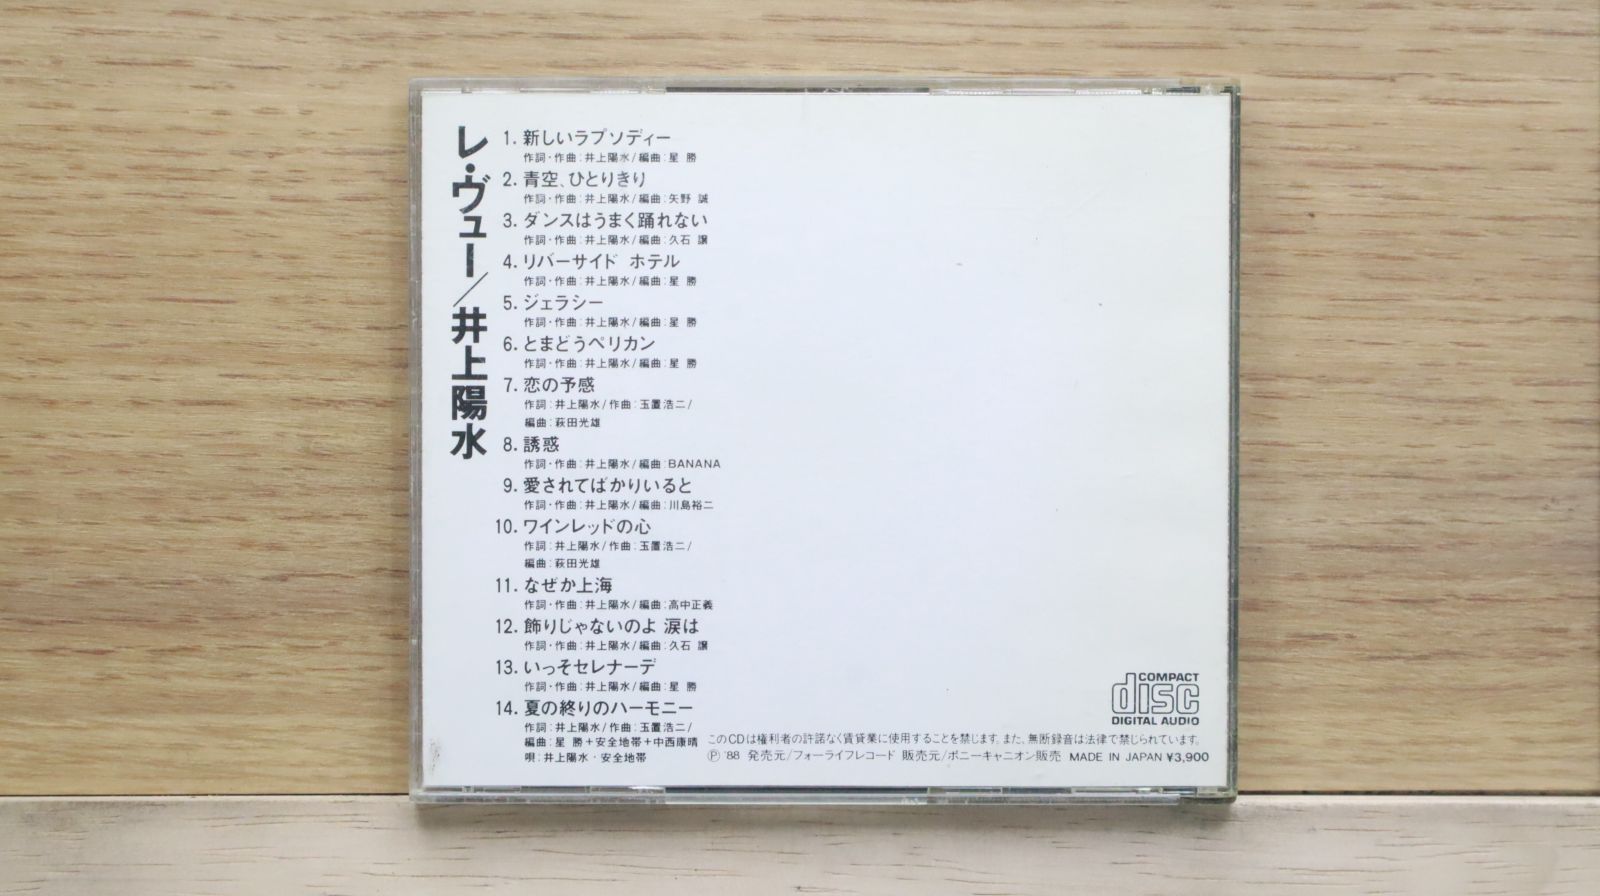 レ・ヴュー/井上陽水
1. 新しいラプソディー
作詞・作曲:井上陽水/編曲:星 勝
2. 青空、ひとりきり
作詞・作曲:井上陽水/編曲:矢野 誠
3. ダンスはうまく踊れない
作詞・作曲:井上陽水/編曲:久石 譲
4. リバーサイド ホテル
作詞・作曲:井上陽水/編曲:星 勝
5. ジェラシー
作詞・作曲:井上陽水/編曲:星 勝
6. とまどうペリカン
作詞・作曲:井上陽水/編曲:星 勝
7. 恋の予感
作詞:井上陽水/作曲:玉置浩二/
編曲:萩田光雄
8. 誘惑
作詞・作曲:井上陽水/編曲:BANANA
9. 愛されてばかりいると
作詞・作曲:井上陽水/編曲:川島裕二
10. ワインレッドの心
作詞:井上陽水/作曲:玉置浩二/
編曲:萩田光雄
11. なぜか上海
作詞・作曲:井上陽水/編曲:高中正義
12. 飾りじゃないのよ 涙は
作詞・作曲:井上陽水/編曲:久石 譲
13. いっそセレナーデ
作詞・作曲:井上陽水/編曲:星 勝
14. 夏の終りのハーモニー
作詞:井上陽水/作曲:玉置浩二/
編曲:星 勝+安全地帯+中西康晴
唄:井上陽水・安全地帯
COMPACT
disc
DIGITAL AUDIO
このCDは権利者の許諾なく賃貸業に使用することを禁じます。また、無断録音は法律で禁じられています。
Ⓟ '88 発売元/フォーライフレコード 販売元/ポニーキャニオン販売 MADE IN JAPAN ¥3,900